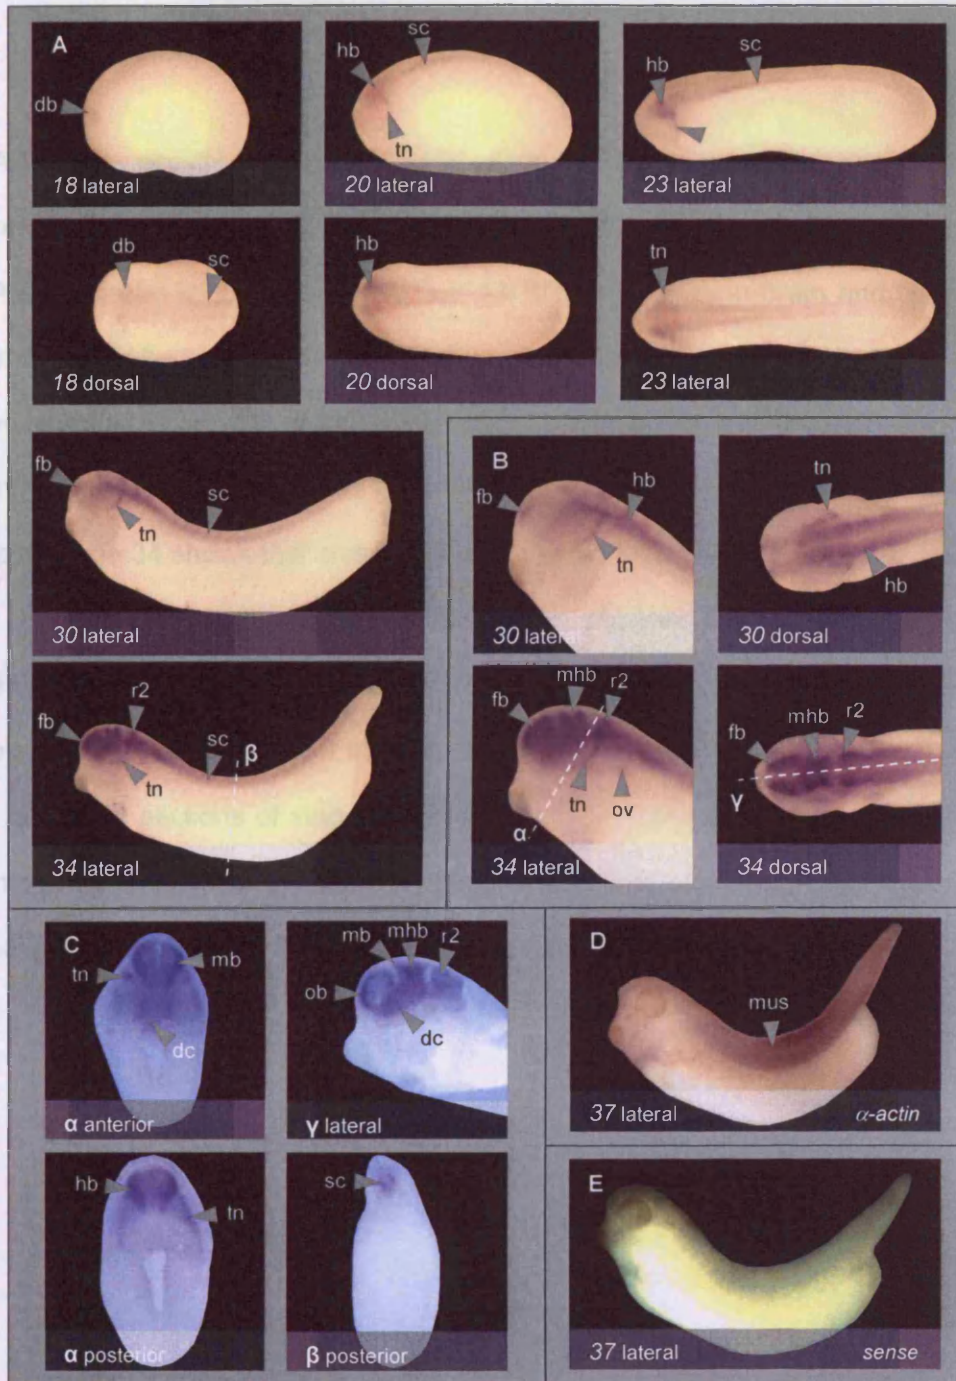 A
db
18 lateral
sc
hb
tn
20 lateral
sc
hb
23 lateral
db
sc
18 dorsal
hb
20 dorsal
tn
23 lateral
fb
sc
tn
30 lateral
r2
fb
sc
β
tn
34 lateral
B
hb
fb
tn
30 lateral
tn
hb
30 dorsal
mhb
r2
fb
tn
ov
α
34 lateral
mhb
r2
fb
γ
34 dorsal
C
tn
mb
dc
α anterior
mhb
mb
r2
ob
dc
γ lateral
hb
tn
α posterior
sc
β posterior
D
mus
37 lateral
α-actin
E
37 lateral
sense